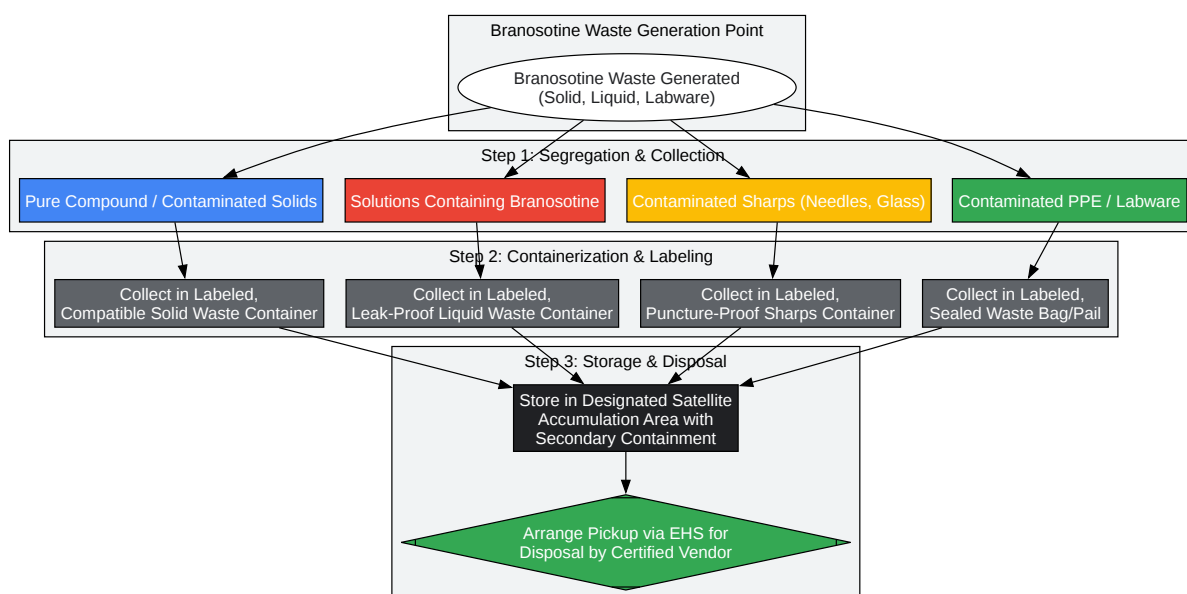 Branosotine Waste Generation Point
Branosotine Waste Generated
(Solid, Liquid, Labware)
Step 1: Segregation & Collection
Pure Compound / Contaminated Solids
Solutions Containing Branosotine
Contaminated Sharps (Needles, Glass)
Contaminated PPE / Labware
Step 2: Containerization & Labeling
Collect in Labeled,
Compatible Solid Waste Container
Collect in Labeled,
Leak-Proof Liquid Waste Container
Collect in Labeled,
Puncture-Proof Sharps Container
Collect in Labeled,
Sealed Waste Bag/Pail
Step 3: Storage & Disposal
Store in Designated Satellite
Accumulation Area with
Secondary Containment
Arrange Pickup via EHS for
Disposal by Certified Vendor